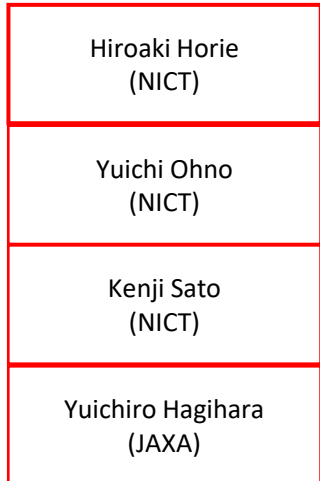 Hiroaki Horie
(NICT)
Yuichi Ohno
(NICT)
Kenji Sato
(NICT)
Yuichiro Hagihara
(JAXA)